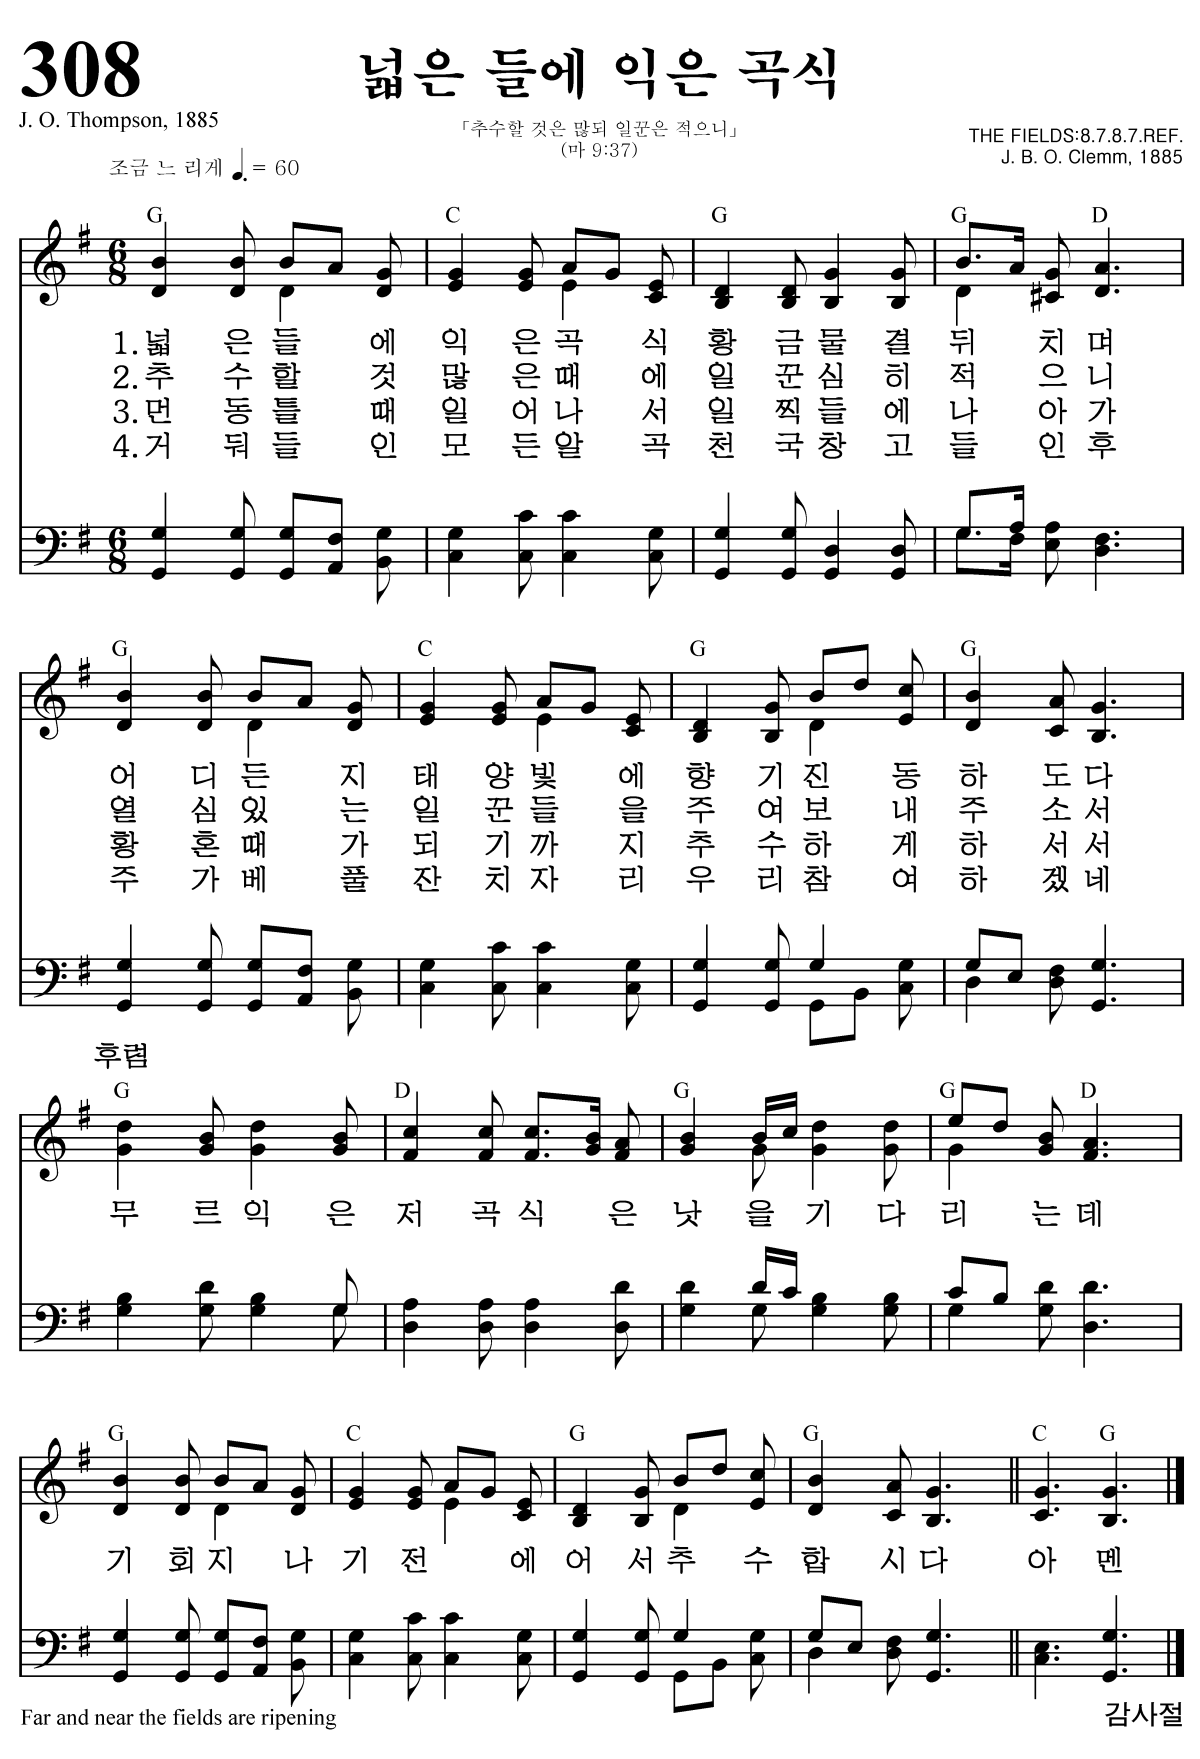 308
넓은 들에 익은 곡식
J. O. Thompson, 1885
「추수할 것은 많되 일꾼은 적으니」
(마 9:37)
THE FIELDS:8.7.8.7.REF.
J. B. O. Clemm, 1885
조금 느 리게 ♩. = 60
G C G G D
6 8
1. 넓 은 들 에 익 은 곡 식 황 금 물 결 뒤 치 며
2. 추 수 할 것 많 은 때 에 일 꾼 심 히 적 으 니
3. 먼 동 틀 때 일 어 나 서 일 찍 들 에 나 아 가
4. 거 둬 들 인 모 든 알 곡 천 국 창 고 들 인 후
6 8
G C G G
어 디 든 지 태 양 빛 에 향 기 진 동 하 도 다
열 심 있 는 일 꾼 들 을 주 여 보 내 주 소 서
황 혼 때 가 되 기 까 지 추 수 하 게 하 서 서
주 가 베 풀 잔 치 자 리 우 리 참 여 하 겠 네
후렴
G D G G D
무 르 익 은 저 곡 식 은 낫 을 기 다 리 는 데
G C G G C G
기 회 지 나 기 전 에 어 서 추 수 합 시 다 아 멘
Far and near the fields are ripening
감사절